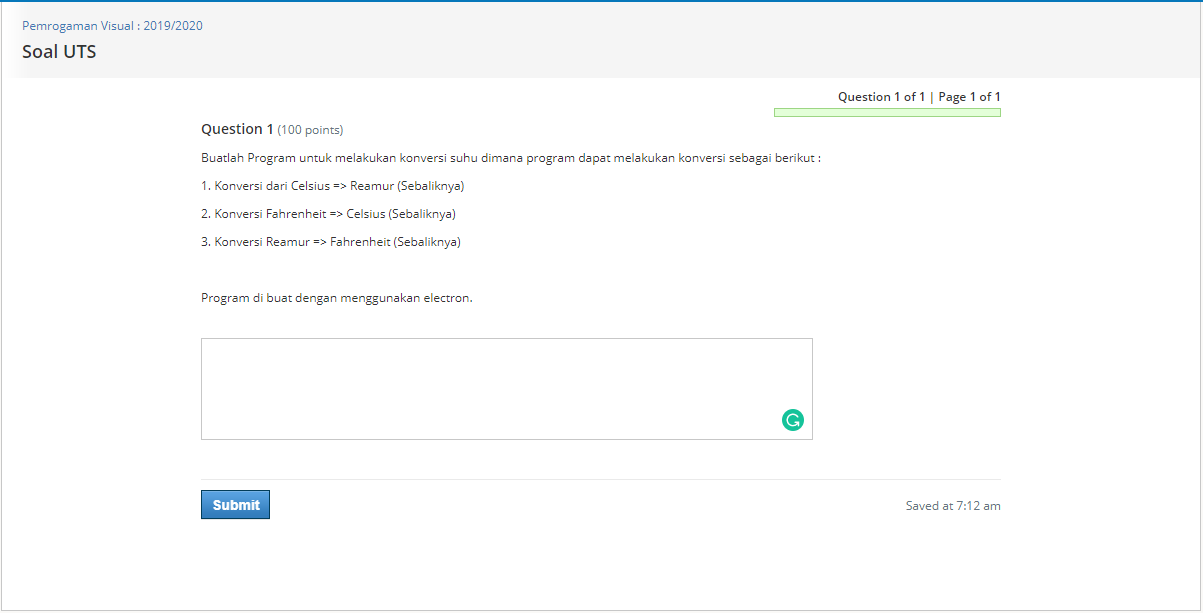 Pemrogaman Visual : 2019/2020
Soal UTS
Question 1 of 1 | Page 1 of 1
Question 1 (100 points)
Buatlah Program untuk melakukan konversi suhu dimana program dapat melakukan konversi sebagai berikut :
1. Konversi dari Celsius => Reamur (Sebaliknya)
2. Konversi Fahrenheit => Celsius (Sebaliknya)
3. Konversi Reamur => Fahrenheit (Sebaliknya)
Program di buat dengan menggunakan electron.
Submit
Saved at 7:12 am